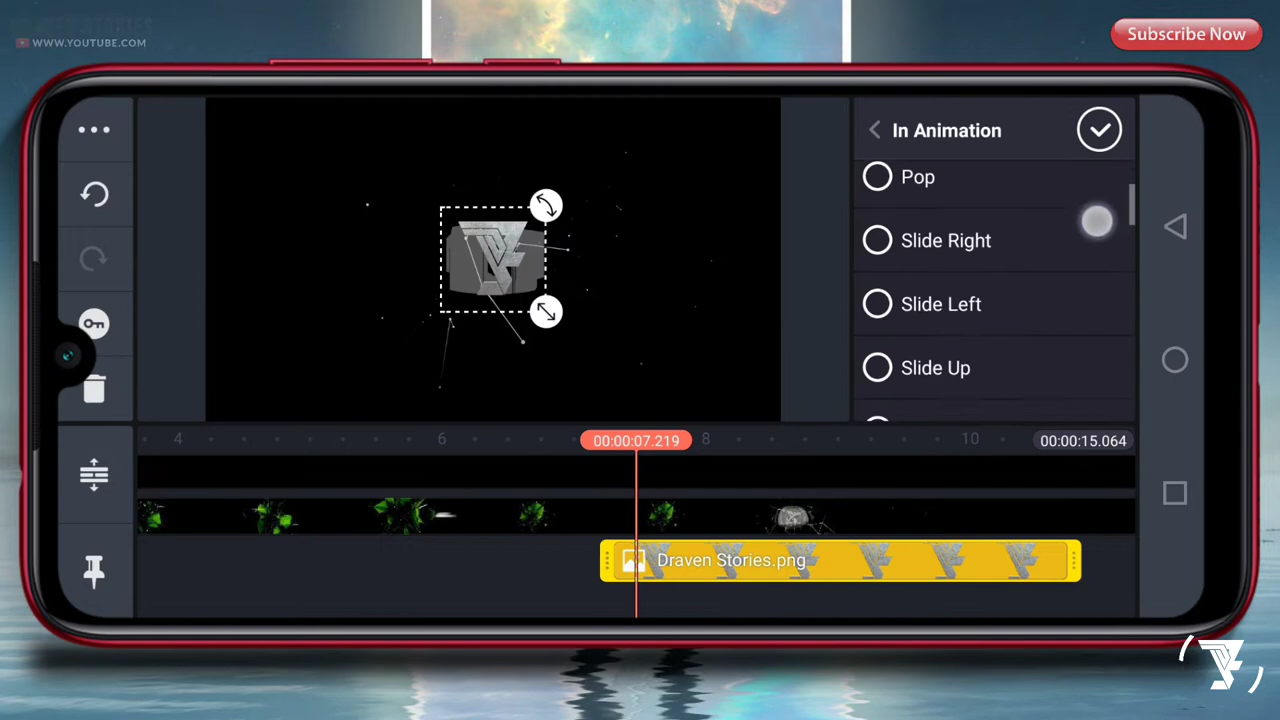 WWW.YOUTUBE.COM
Subscribe Now
In Animation
Pop
Slide Right
Slide Left
Slide Up
4
6
00:00:07.219
8
10
00:00:15.064
Draven Stories.png